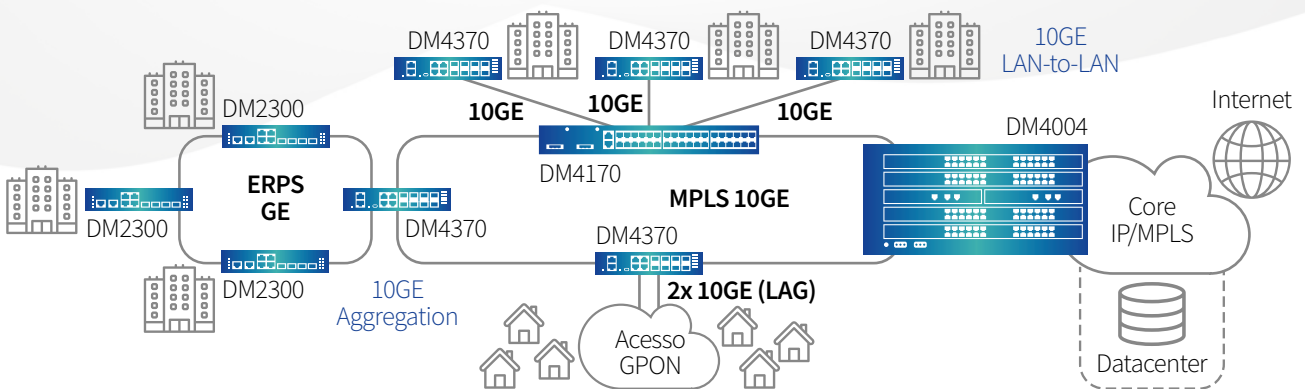 DM4370
DM4370
DM4370
10GE
LAN-to-LAN
10GE
10GE
10GE
Internet
DM2300
DM4004
DM4170
ERPS
GE
MPLS 10GE
Core
IP/MPLS
DM2300
DM4370
DM4370
DM2300
10GE
Aggregation
2x 10GE (LAG)
Acesso
GPON
Datacenter